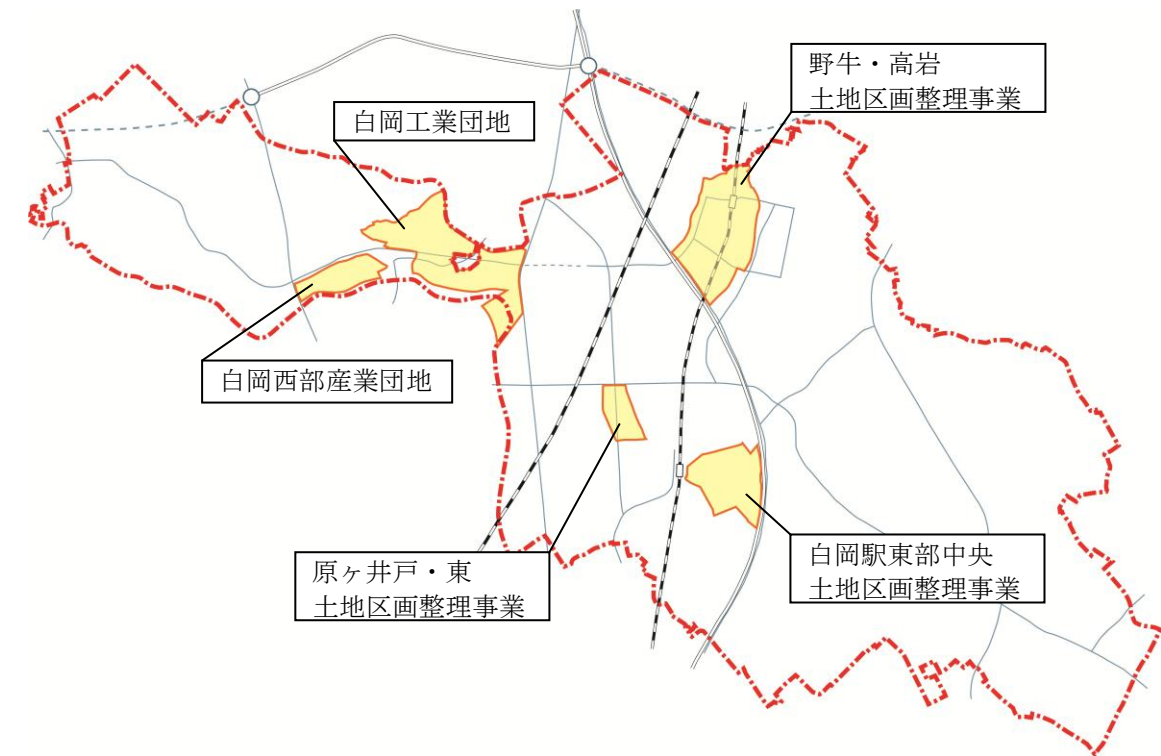 野牛・高岩
土地区画整理事業
白岡工業団地
白岡西部産業団地
原ヶ井戸・東
土地区画整理事業
白岡駅東部中央
土地区画整理事業